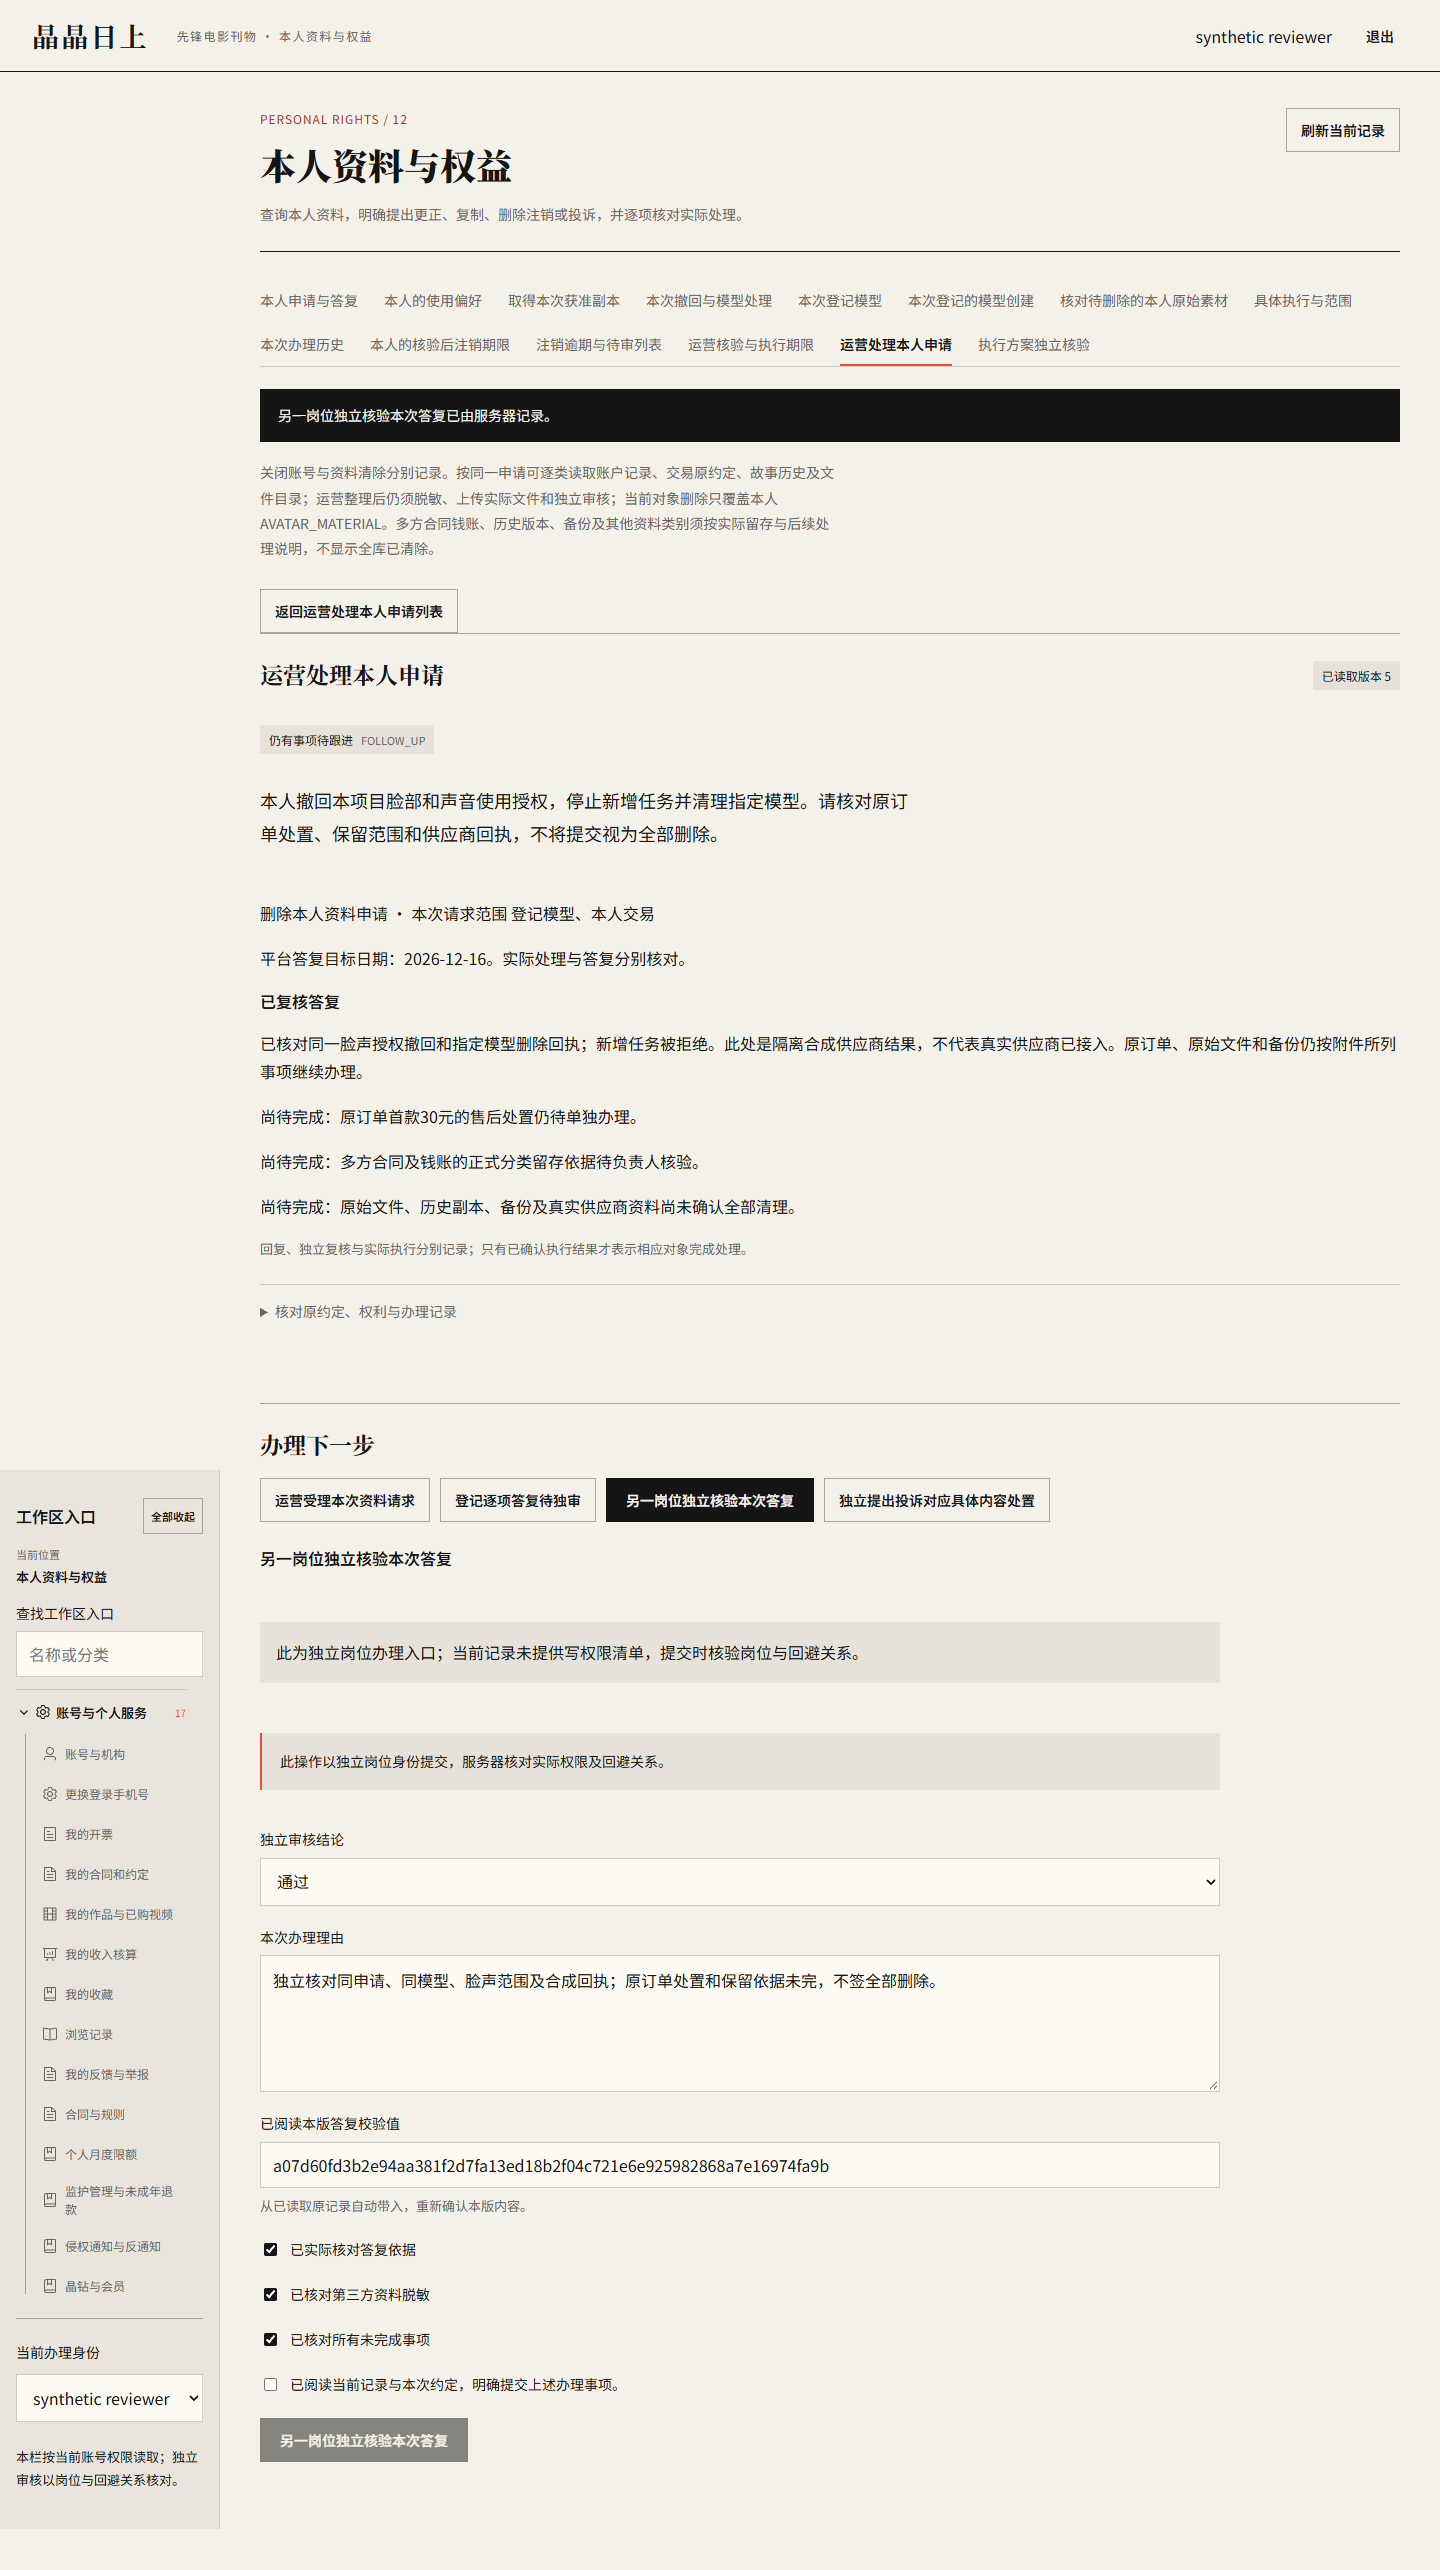 晶晶日上
先锋电影刊物 · 本人资料与权益
synthetic reviewer
退出
PERSONAL RIGHTS / 12
刷新当前记录
本人资料与权益
查询本人资料，明确提出更正、复制、删除注销或投诉，并逐项核对实际处理。
本人申请与答复 本人的使用偏好 取得本次获准副本 本次撤回与模型处理 本次登记模型 本次登记的模型创建 核对待删除的本人原始素材 具体执行与范围
本次办理历史 本人的核验后注销期限 注销逾期与待审列表 运营核验与执行期限 运营处理本人申请 执行方案独立核验
另一岗位独立核验本次答复已由服务器记录。
关闭账号与资料清除分别记录。按同一申请可逐类读取账户记录、交易原约定、故事历史及文
件目录；运营整理后仍须脱敏、上传实际文件和独立审核；当前对象删除只覆盖本人
AVATAR_MATERIAL。多方合同钱账、历史版本、备份及其他资料类别须按实际留存与后续处
理说明，不显示全库已清除。
返回运营处理本人申请列表
运营处理本人申请
已读取版本 5
仍有事项待跟进 FOLLOW_UP
本人撤回本项目脸部和声音使用授权，停止新增任务并清理指定模型。请核对原订
单处置、保留范围和供应商回执，不将提交视为全部删除。
删除本人资料申请 · 本次请求范围 登记模型、本人交易
平台答复目标日期：2026-12-16。实际处理与答复分别核对。
已复核答复
已核对同一脸声授权撤回和指定模型删除回执；新增任务被拒绝。此处是隔离合成供应商结果，不代表真实供应商已接入。原订单、原始文件和备份仍按附件所列
事项继续办理。
尚待完成：原订单首款30元的售后处置仍待单独办理。
尚待完成：多方合同及钱账的正式分类留存依据待负责人核验。
尚待完成：原始文件、历史副本、备份及真实供应商资料尚未确认全部清理。
回复、独立复核与实际执行分别记录；只有已确认执行结果才表示相应对象完成处理。
核对原约定、权利与办理记录
办理下一步
运营受理本次资料请求
登记逐项答复待独审
另一岗位独立核验本次答复
独立提出投诉对应具体内容处置
另一岗位独立核验本次答复
此为独立岗位办理入口；当前记录未提供写权限清单，提交时核验岗位与回避关系。
此操作以独立岗位身份提交，服务器核对实际权限及回避关系。
独立审核结论
通过
本次办理理由
独立核对同申请、同模型、脸声范围及合成回执；原订单处置和保留依据未完，不签全部删除。
已阅读本版答复校验值
a07d60fd3b2e94aa381f2d7fa13ed18b2f04c721e6e925982868a7e16974fa9b
从已读取原记录自动带入，重新确认本版内容。
已实际核对答复依据
已核对第三方资料脱敏
已核对所有未完成事项
已阅读当前记录与本次约定，明确提交上述办理事项。
另一岗位独立核验本次答复
工作区入口
全部收起
当前位置
本人资料与权益
查找工作区入口
名称或分类
账号与个人服务 17
账号与机构
更换登录手机号
我的开票
我的合同和约定
我的作品与已购视频
我的收入核算
我的收藏
浏览记录
我的反馈与举报
合同与规则
个人月度限额
监护管理与未成年退
款
侵权通知与反通知
晶钻与会员
当前办理身份
synthetic reviewer
本栏按当前账号权限读取；独立
审核以岗位与回避关系核对。